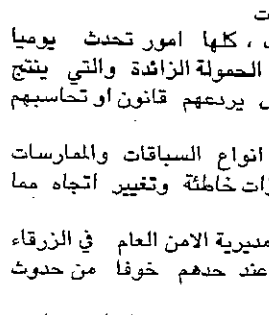 ، كلها امور تحدث يوميا
الحمولة الزائدة والتي ينتج
يردعهم قانون او تحاسبهم
انواع السباقات والممارسات
خاطئة وتغيير اتجاه مما
مديرية الامن العام في الزرقاء
عند حدهم خوفا من حدوث